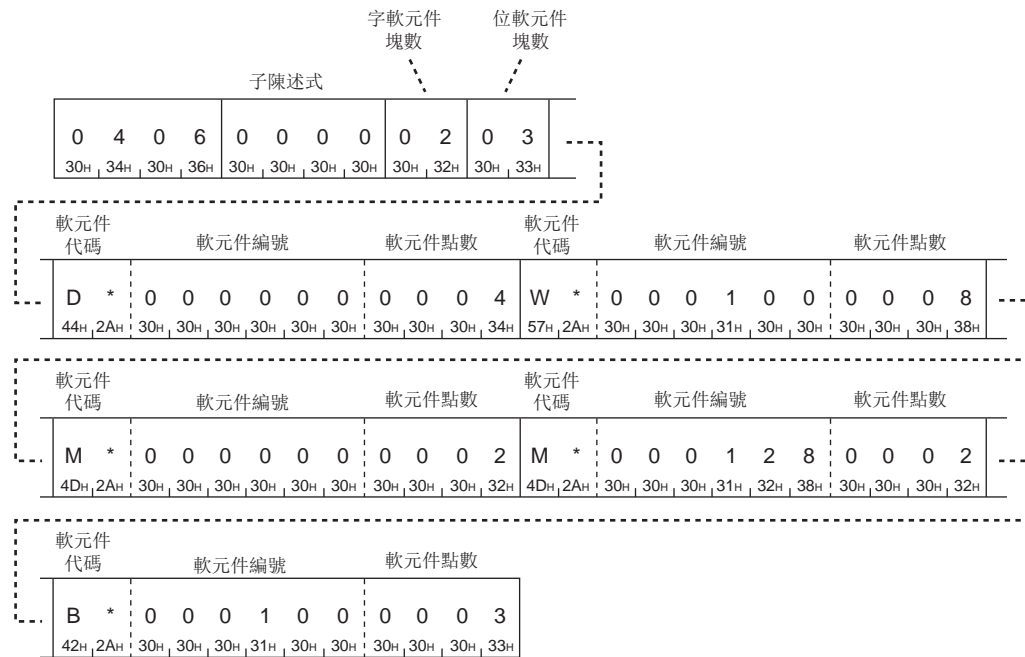 字軟元件
塊數
位軟元件
塊數
子陳述式
0 4 0 6 0 0 0 0 0 2 0 3
30H 34H 30H 36H 30H 30H 30H 30H 30H 32H 30H 33H
軟元件
代碼
軟元件編號
軟元件點數
軟元件
代碼
軟元件編號
軟元件點數
D * 0 0 0 0 0 0 0 0 0 4 W * 0 0 0 1 0 0 0 0 0 8
44H 2AH 30H 30H 30H 30H 30H 30H 30H 30H 30H 34H 57H 2AH 30H 30H 30H 31H 30H 30H 30H 30H 30H 38H
軟元件
代碼
軟元件編號
軟元件點數
軟元件
代碼
軟元件編號
軟元件點數
M * 0 0 0 0 0 0 0 0 0 2 M * 0 0 0 1 2 8 0 0 0 2
4DH 2AH 30H 30H 30H 30H 30H 30H 30H 30H 30H 32H 4DH 2AH 30H 30H 30H 31H 32H 38H 30H 30H 30H 32H
軟元件
代碼
軟元件編號
軟元件點數
B * 0 0 0 1 0 0 0 0 0 3
42H 2AH 30H 30H 30H 31H 30H 30H 30H 30H 30H 33H